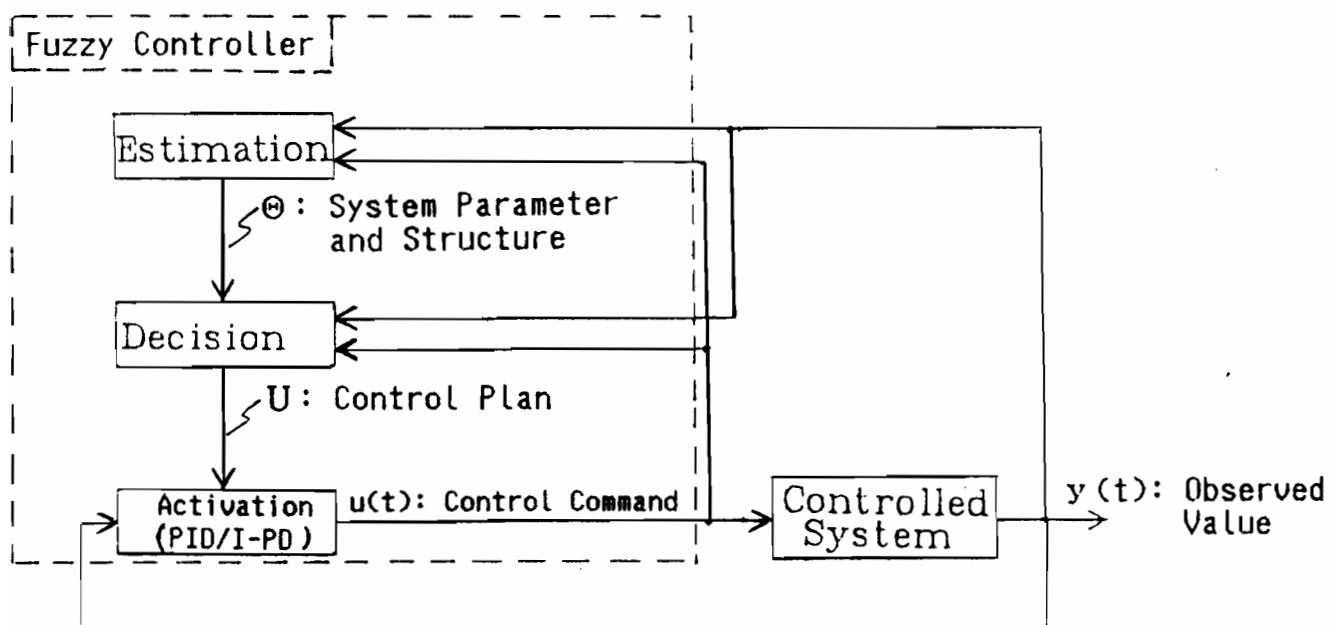 Fuzzy Controller
Estimation
Θ: System Parameter
and Structure
Decision
U: Control Plan
Activation
(PID/I-PD)
u(t): Control Command
Controlled
System
y(t): Observed
Value